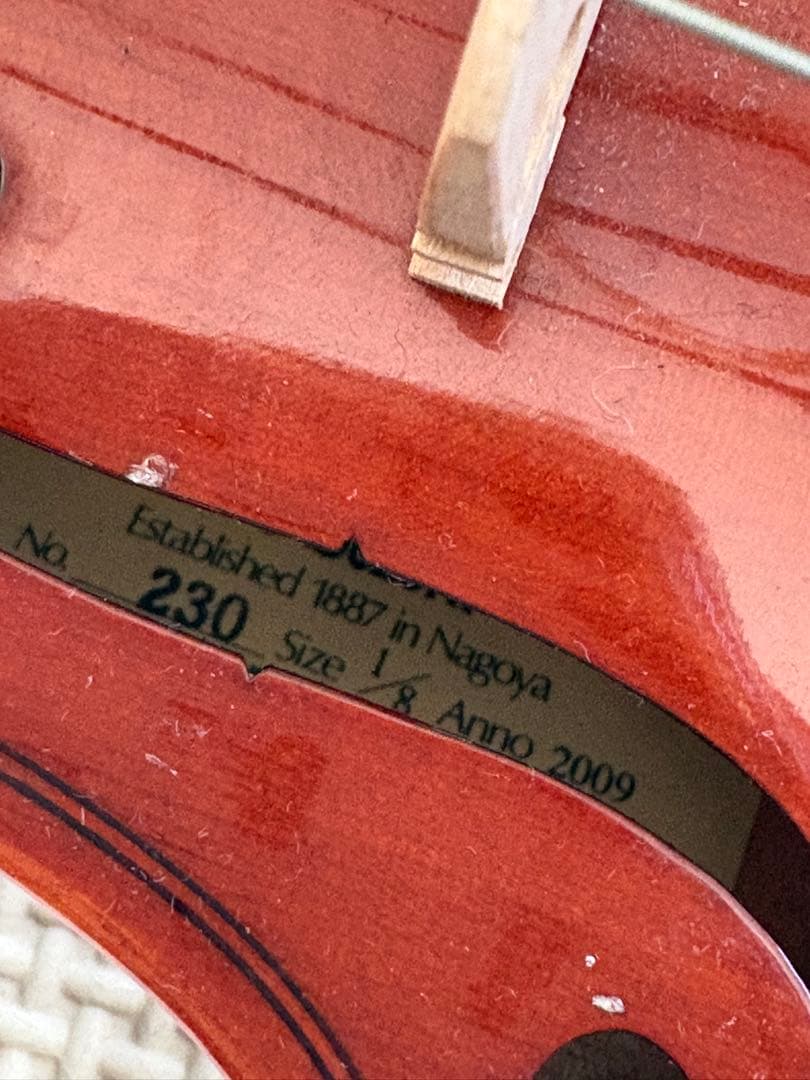 Established 1887 in Nagoya
No. 230 Size 1/8 Anno 2009